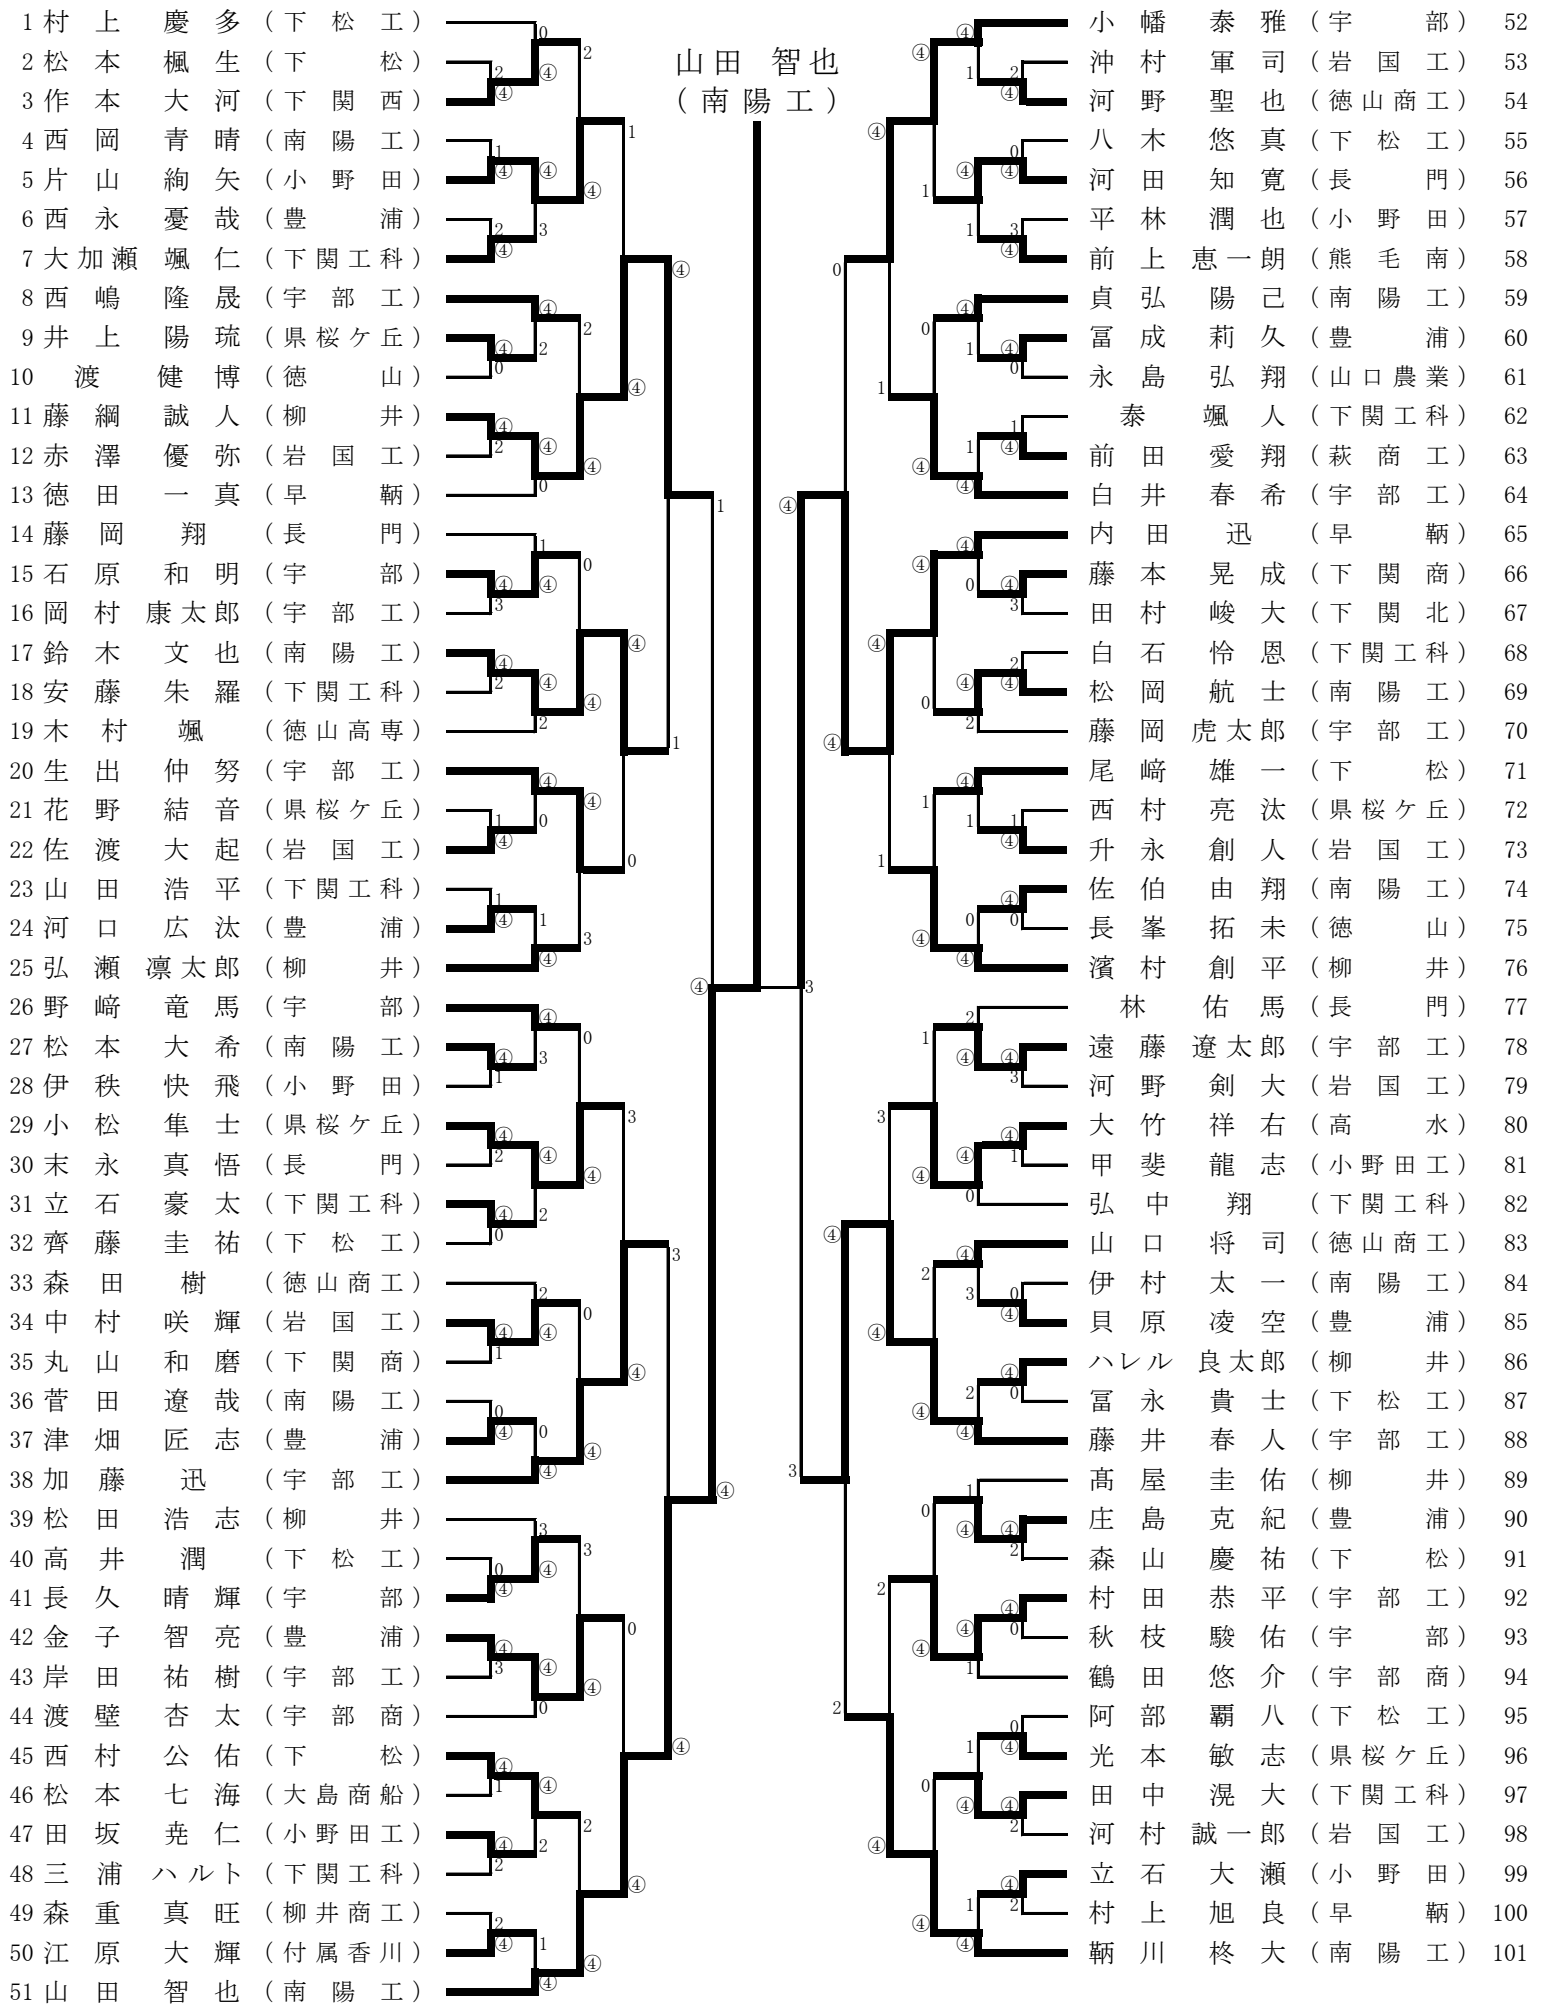 山田 智也
(南陽工)
1 村上 慶多 (下松工)
2 松本 楓生 (下松)
3 作本 大河 (下関西)
4 西岡 青晴 (南陽工)
5 片山 絢矢 (小野田)
6 西永 憂哉 (豊浦)
7 大加瀬 颯仁 (下関工科)
8 西嶋 隆晟 (宇部工)
9 井上 陽琉 (県桜ケ丘)
10 渡 健博 (徳山)
11 藤綱 誠人 (柳井)
12 赤澤 優弥 (岩国工)
13 徳田 一真 (早鞆)
14 藤岡 翔 (長門)
15 石原 和明 (宇部)
16 岡村 康太郎 (宇部工)
17 鈴木 文也 (南陽工)
18 安藤 朱羅 (下関工科)
19 木村 颯 (徳山高専)
20 生出 仲努 (宇部工)
21 花野 結音 (県桜ケ丘)
22 佐渡 大起 (岩国工)
23 山田 浩平 (下関工科)
24 河口 広汰 (豊浦)
25 弘瀬 凛太郎 (柳井)
26 野﨑 竜馬 (宇部)
27 松本 大希 (南陽工)
28 伊秩 快飛 (小野田)
29 小松 隼士 (県桜ケ丘)
30 末永 真悟 (長門)
31 立石 豪太 (下関工科)
32 齊藤 圭祐 (下松工)
33 森田 樹 (徳山商工)
34 中村 咲輝 (岩国工)
35 丸山 和磨 (下関商)
36 菅田 遼哉 (南陽工)
37 津畑 匠志 (豊浦)
38 加藤 迅 (宇部工)
39 松田 浩志 (柳井)
40 高井 潤 (下松工)
41 長久 晴輝 (宇部)
42 金子 智亮 (豊浦)
43 岸田 祐樹 (宇部工)
44 渡壁 杏太 (宇部商)
45 西村 公佑 (下松)
46 松本 七海 (大島商船)
47 田坂 尭仁 (小野田工)
48 三浦 ハルト (下関工科)
49 森重 真旺 (柳井商工)
50 江原 大輝 (付属香川)
51 山田 智也 (南陽工)
小幡 泰雅 (宇部) 52
沖村 軍司 (岩国工) 53
河野 聖也 (徳山商工) 54
八木 悠真 (下松工) 55
河田 知寛 (長門) 56
平林 潤也 (小野田) 57
前上 恵一朗 (熊毛南) 58
貞弘 陽己 (南陽工) 59
冨成 莉久 (豊浦) 60
永島 弘翔 (山口農業) 61
泰 颯人 (下関工科) 62
前田 愛翔 (萩商工) 63
白井 春希 (宇部工) 64
内田 迅 (早鞆) 65
藤本 晃成 (下関商) 66
田村 峻大 (下関北) 67
白石 怜恩 (下関工科) 68
松岡 航士 (南陽工) 69
藤岡 虎太郎 (宇部工) 70
尾﨑 雄一 (下松) 71
西村 亮汰 (県桜ケ丘) 72
升永 創人 (岩国工) 73
佐伯 由翔 (南陽工) 74
長峯 拓未 (徳山) 75
濱村 創平 (柳井) 76
林 佑馬 (長門) 77
遠藤 遼太郎 (宇部工) 78
河野 剣大 (岩国工) 79
大竹 祥右 (高水) 80
甲斐 龍志 (小野田工) 81
弘中 翔 (下関工科) 82
山口 将司 (徳山商工) 83
伊村 太一 (南陽工) 84
貝原 凌空 (豊浦) 85
ハレル 良太郎 (柳井) 86
冨永 貴士 (下松工) 87
藤井 春人 (宇部工) 88
髙屋 圭佑 (柳井) 89
庄島 克紀 (豊浦) 90
森山 慶祐 (下松) 91
村田 恭平 (宇部工) 92
秋枝 駿佑 (宇部) 93
鶴田 悠介 (宇部商) 94
阿部 覇八 (下松工) 95
光本 敏志 (県桜ケ丘) 96
田中 滉大 (下関工科) 97
河村 誠一郎 (岩国工) 98
立石 大瀬 (小野田) 99
村上 旭良 (早鞆) 100
鞆川 柊大 (南陽工) 101